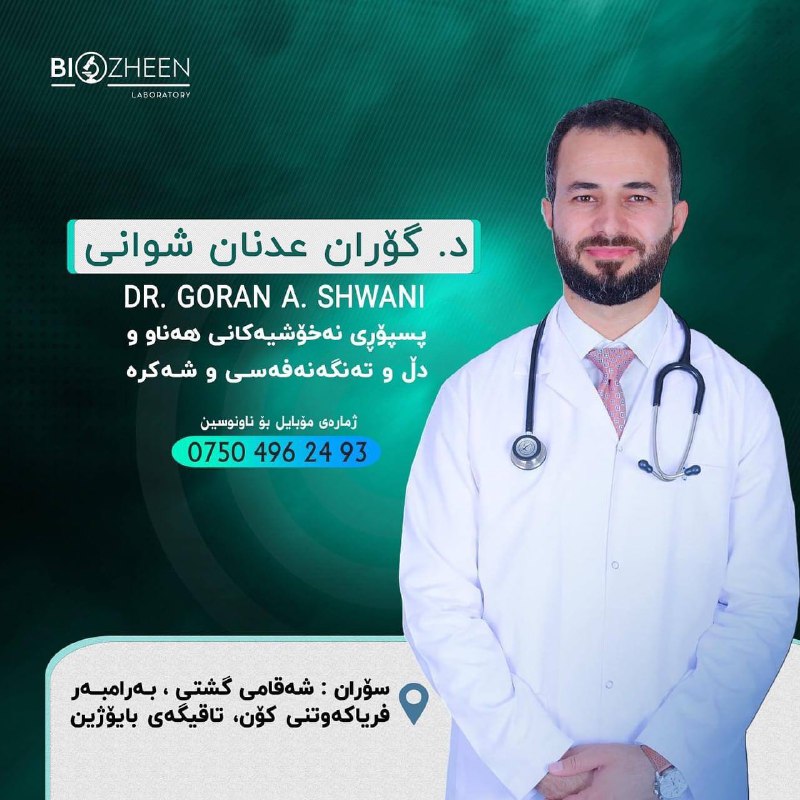 BIOZHEEN
LABORATORY
د. گۆران عدنان شوانی
DR. GORAN A. SHWANI
پسپۆڕی نەخۆشیەکانی هەناو و
دڵ و تەنگەنەفەسی و شەکرە
ژمارەی مۆبایل بۆ ناونوسین
0750 496 24 93
سۆران : شەقامی گشتی ، بەرامبەر
فریاکەوتنی کۆن، تاقیگەی بایۆژین